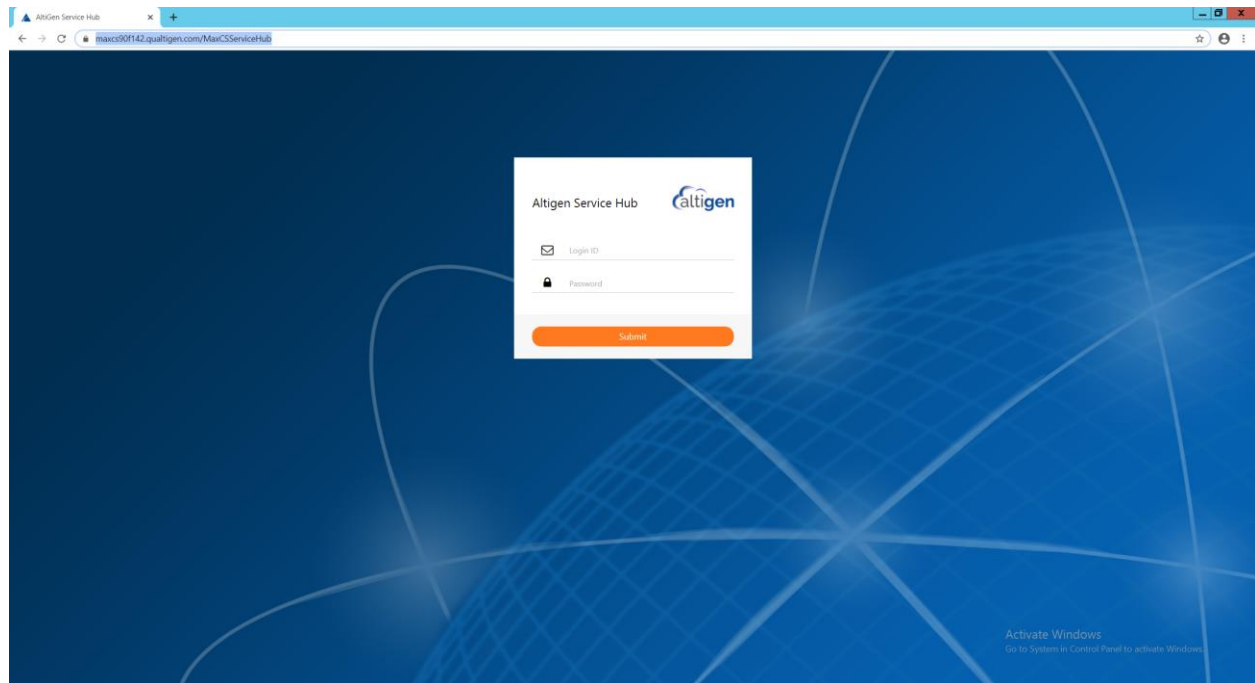 AltiGen Service Hub
maxcs90f142.qualtigen.com/MaxCSServiceHub
Altigen Service Hub
altigen
Login ID
Password
Submit
Activate Windows
Go to System in Control Panel to activate Windows.